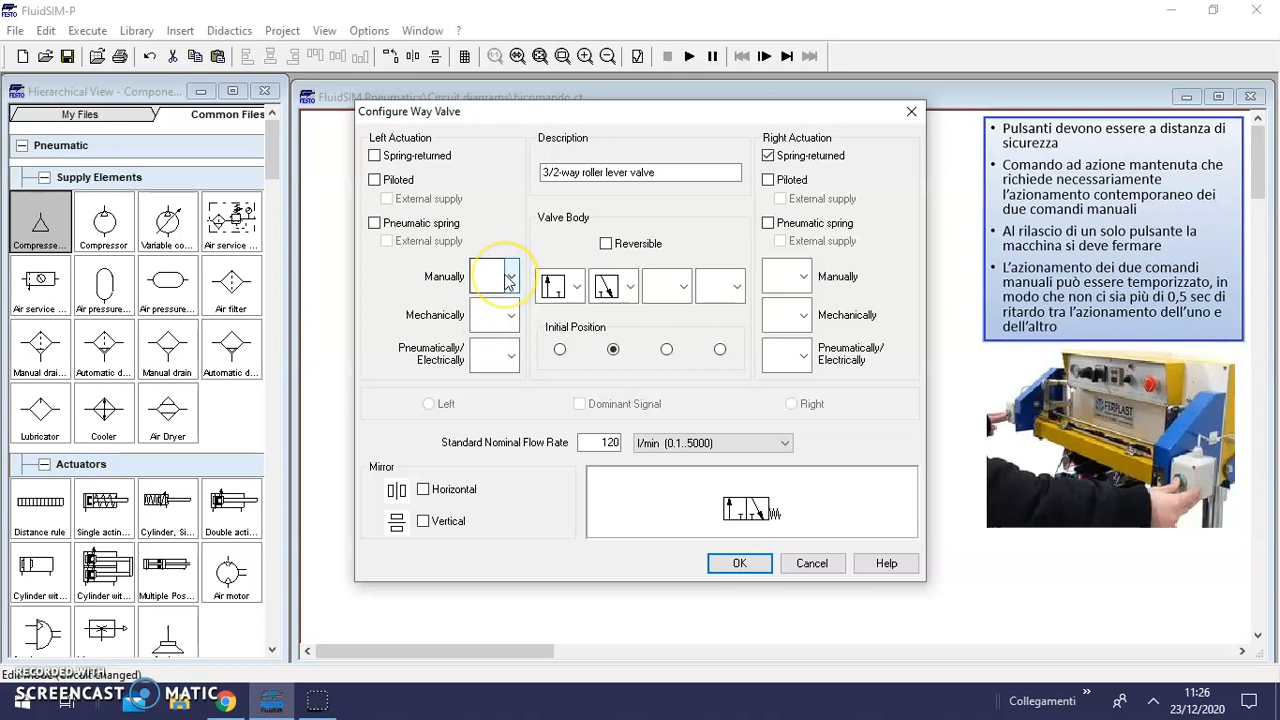 FluidSIM-P
File Edit Execute Library Insert Didactics Project View Options Window ?
Hierarchical View - Compone...
My Files Common Files
Pneumatic
Supply Elements
Compresse... Compressor Variable co... Air service ...
Air service ... Air pressure... Air pressure... Air filter
Manual drai... Automatic d... Manual drain Automatic d...
Lubricator Cooler Air Dryer
Actuators
Distance rule Single actin... Cylinder, Si... Double acti...
Cylinder wit... Cylinder wit... Multiple Pos... Air motor
FluidSIM Pneumatics\Circuit diagrams\bicomando.ct
Configure Way Valve
Left Actuation
Spring-returned
Piloted
External supply
Pneumatic spring
External supply
Manually
Mechanically
Pneumatically/
Electrically
Description
3/2-way roller lever valve
Valve Body
Reversible
Initial Position
Right Actuation
Spring-returned
Piloted
External supply
Pneumatic spring
External supply
Manually
Mechanically
Pneumatically/
Electrically
Left Dominant Signal Right
Standard Nominal Flow Rate 120 l/min (0.1..5000)
Mirror
Horizontal
Vertical
OK Cancel Help
• Pulsanti devono essere a distanza di
sicurezza
• Comando ad azione mantenuta che
richiede necessariamente
l'azionamento contemporaneo dei
due comandi manuali
• Al rilascio di un solo pulsante la
macchina si deve fermare
• L'azionamento dei due comandi
manuali può essere temporizzato, in
modo che non ci sia più di 0,5 sec di
ritardo tra l'azionamento dell'uno e
dell'altro
FERPLAST
RECORDED WITH
SCREENCAST MATIC
Collegamenti
11:26
23/12/2020